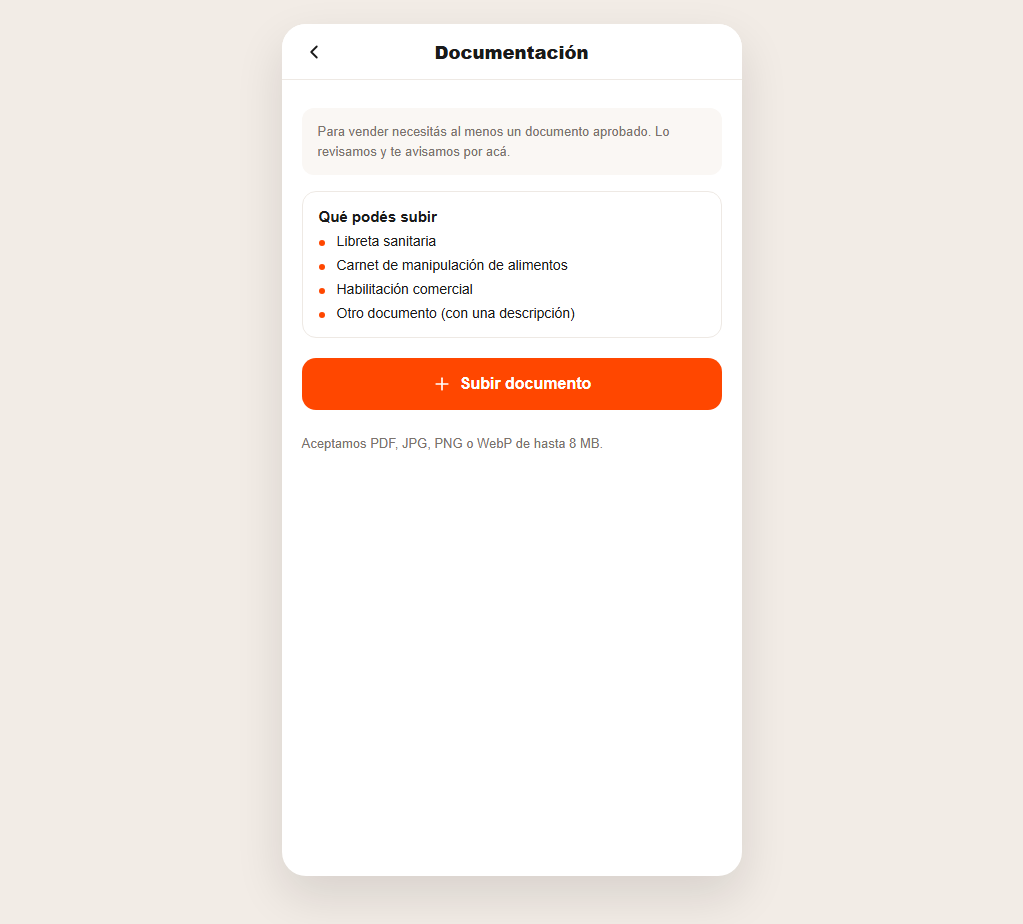 Documentación
Para vender necesitás al menos un documento aprobado. Lo
revisamos y te avisamos por acá.
Qué podés subir
Libreta sanitaria
Carnet de manipulación de alimentos
Habilitación comercial
Otro documento (con una descripción)
Subir documento
Aceptamos PDF, JPG, PNG o WebP de hasta 8 MB.